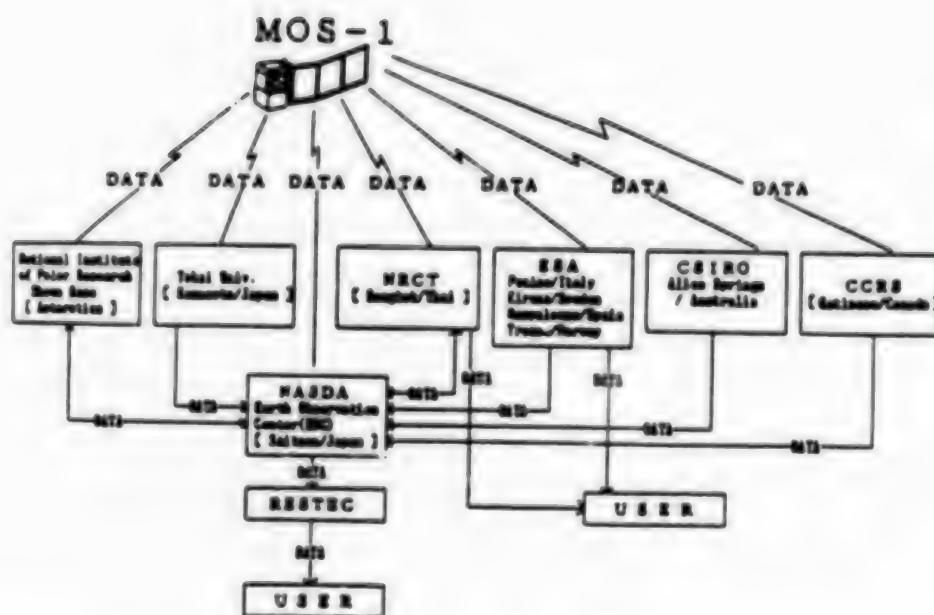 MOS-1
DATA
DATA
DATA
DATA
DATA
DATA
DATA
National Institute
of Polar Research
Showa Base
[ Antarctica ]
Tokai Univ.
[ Kumamoto/Japan ]
NRCT
[ Bangkok/Thai ]
ESA
Fucino/Italy
Kiruna/Sweden
Maspalomas/Spain
Tromso/Norway
CSIRO
Alice Springs
/ Australia
CCRS
[ Gatineau/Canada ]
DATA
DATA
DATA
DATA
DATA
DATA
DATA
DATA
NASDA
Earth Observation
Center(EOC)
[ Saitama/Japan ]
DATA
RESTEC
USER
DATA
USER